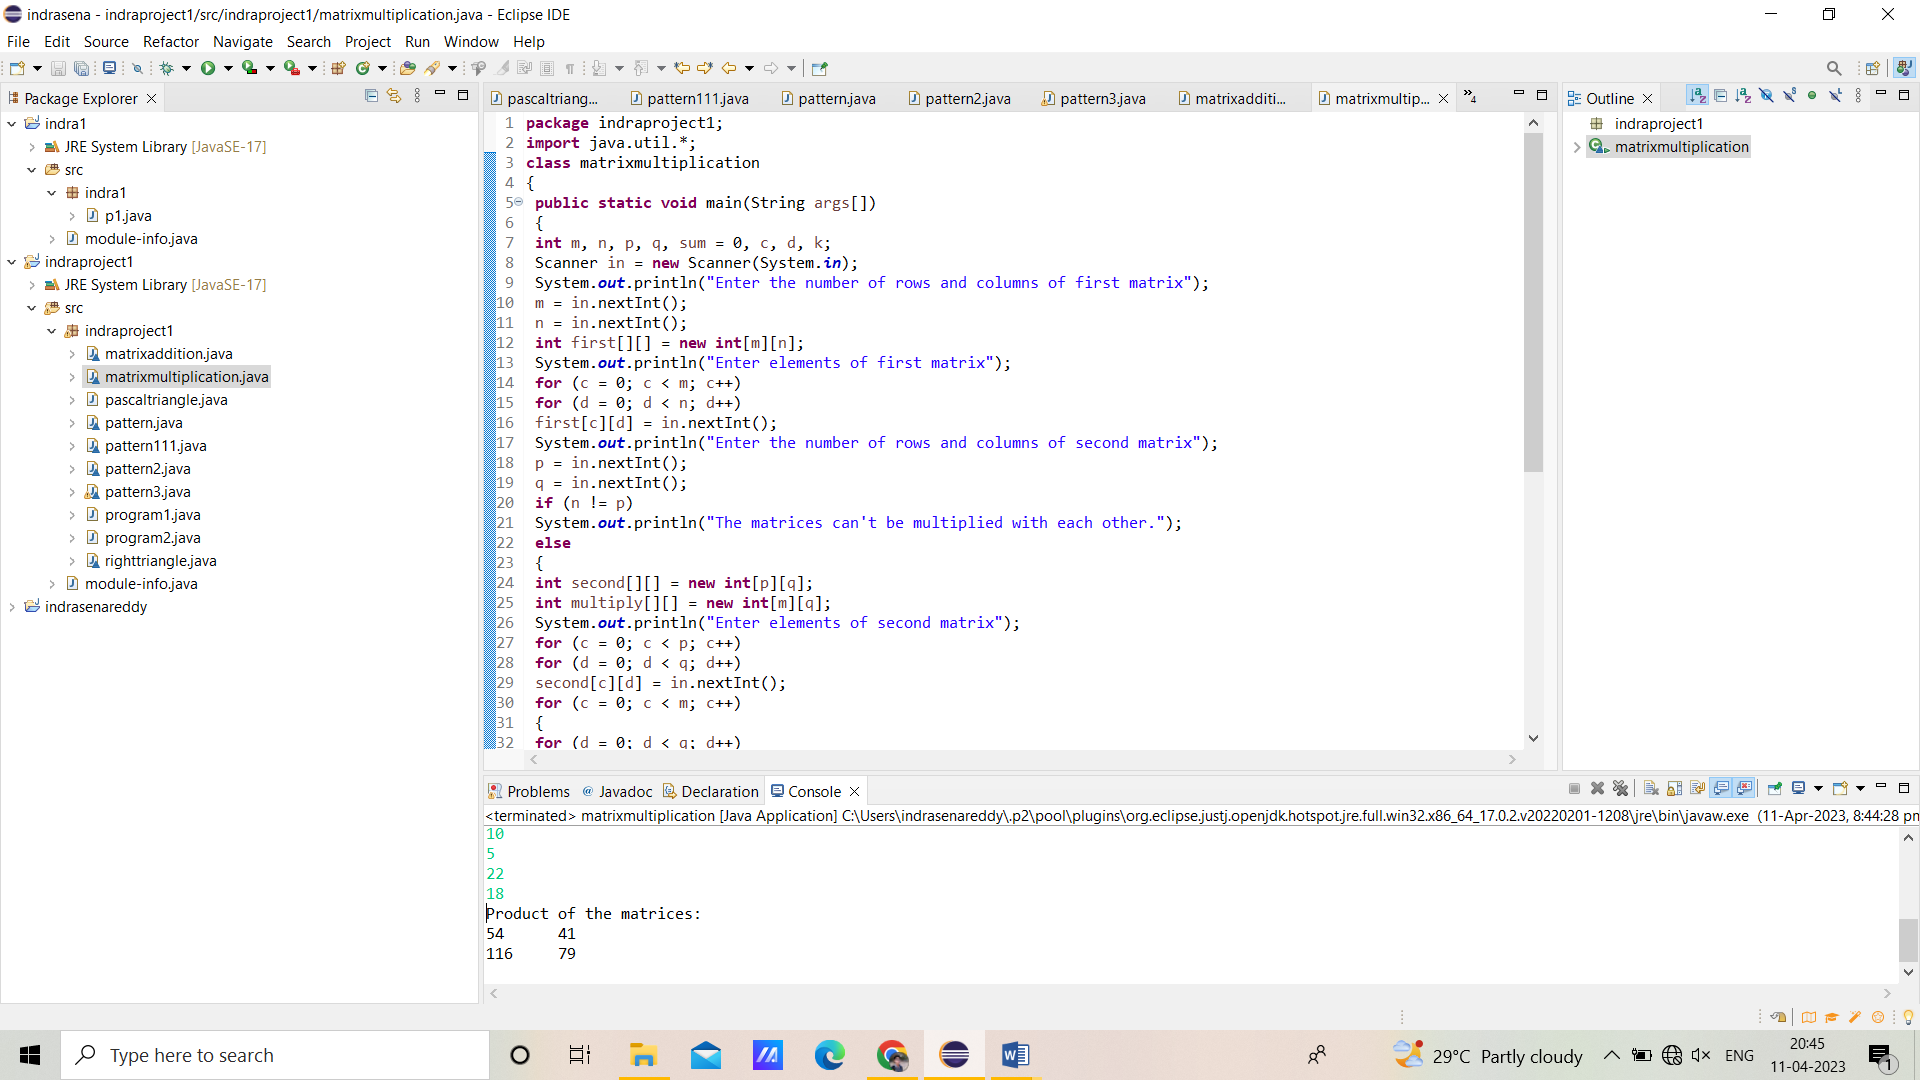 indrasena - indraproject1/src/indraproject1/matrixmultiplication.java - Eclipse IDE
File Edit Source Refactor Navigate Search Project Run Window Help
Package Explorer
indra1
JRE System Library [JavaSE-17]
src
indra1
p1.java
module-info.java
indraproject1
JRE System Library [JavaSE-17]
src
indraproject1
matrixaddition.java
matrixmultiplication.java
pascaltriangle.java
pattern.java
pattern111.java
pattern2.java
pattern3.java
program1.java
program2.java
righttriangle.java
module-info.java
indrasenareddy
pascaltriang... pattern111.java pattern.java pattern2.java pattern3.java matrixadditi... matrixmultip... »4
1 package indraproject1;
2 import java.util.*;
3 class matrixmultiplication
4 {
5 public static void main(String args[])
6 {
7 int m, n, p, q, sum = 0, c, d, k;
8 Scanner in = new Scanner(System.in);
9 System.out.println("Enter the number of rows and columns of first matrix");
10 m = in.nextInt();
11 n = in.nextInt();
12 int first[][] = new int[m][n];
13 System.out.println("Enter elements of first matrix");
14 for (c = 0; c < m; c++)
15 for (d = 0; d < n; d++)
16 first[c][d] = in.nextInt();
17 System.out.println("Enter the number of rows and columns of second matrix");
18 p = in.nextInt();
19 q = in.nextInt();
20 if (n != p)
21 System.out.println("The matrices can't be multiplied with each other.");
22 else
23 {
24 int second[][] = new int[p][q];
25 int multiply[][] = new int[m][q];
26 System.out.println("Enter elements of second matrix");
27 for (c = 0; c < p; c++)
28 for (d = 0; d < q; d++)
29 second[c][d] = in.nextInt();
30 for (c = 0; c < m; c++)
31 {
32 for (d = 0; d < q; d++)
Outline
indraproject1
matrixmultiplication
Problems @ Javadoc Declaration Console
<terminated> matrixmultiplication [Java Application] C:\Users\indrasenareddy\.p2\pool\plugins\org.eclipse.justj.openjdk.hotspot.jre.full.win32.x86_64_17.0.2.v20220201-1208\jre\bin\javaw.exe (11-Apr-2023, 8:44:28 pm
10
5
22
18
Product of the matrices:
54 41
116 79
Type here to search
29°C Partly cloudy
ENG
20:45
11-04-2023
1